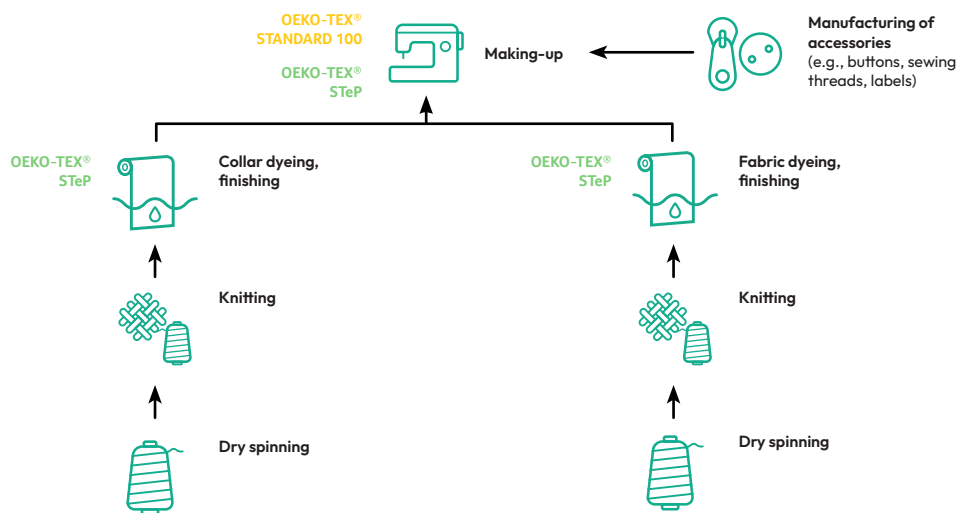 OEKO-TEX®
STANDARD 100
OEKO-TEX®
STeP
Making-up
Manufacturing of
accessories
(e.g., buttons, sewing
threads, labels)
OEKO-TEX®
STeP
Collar dyeing,
finishing
OEKO-TEX®
STeP
Fabric dyeing,
finishing
Knitting
Knitting
Dry spinning
Dry spinning